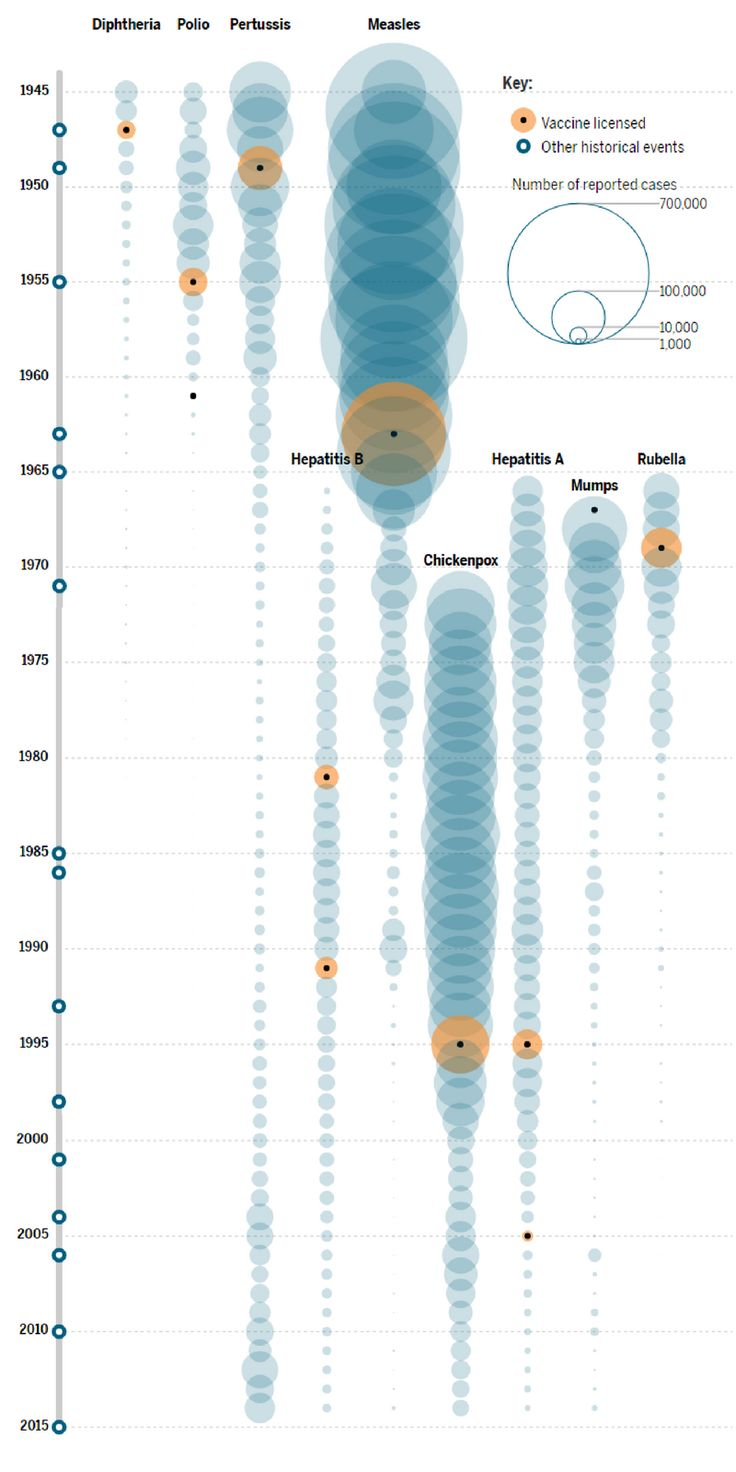 Diphtheria Polio Pertussis Measles
Key:
1945
Vaccine licensed
Other historical events
Number of reported cases
1950
700,000
1955
100,000
10,000
1,000
1960
Hepatitis B Hepatitis A Rubella
1965
Mumps
Chickenpox
1970
1975
1980
1985
1990
1995
2000
2005
2010
2015